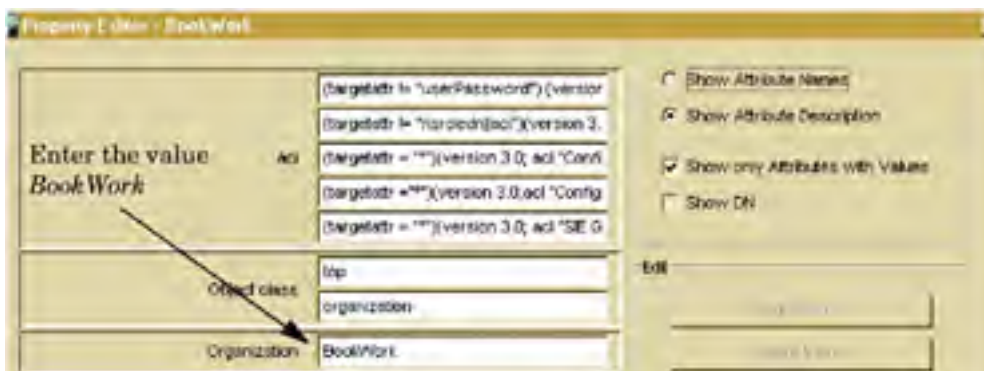 Property Editor - BookWork
(targetattr != "userPassword") (version
(targetattr != "nsroledn||aci")(version 3.
aci
(targetattr = "*")(version 3.0; acl "Confi
(targetattr ="*")(version 3.0;acl "Config
(targetattr = "*")(version 3.0; acl "SIE G
Enter the value
BookWork
Object class
top
organization
Organization
BookWork
Show Attribute Names
Show Attribute Description
Show only Attributes with Values
Show DN
Edit